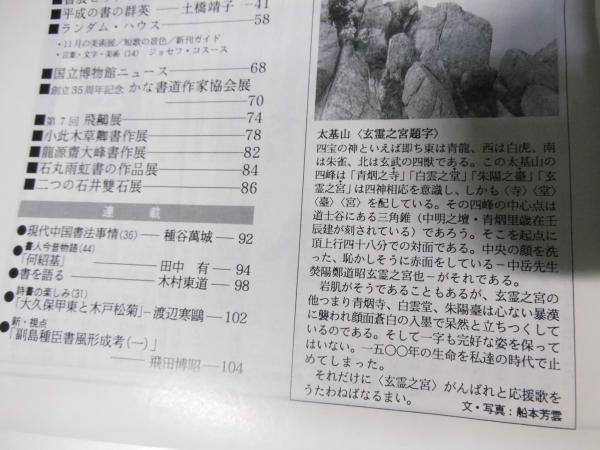 ■平成の書の群英－土橋靖子 ―41
■ランダム・ハウス ―58
・11月の美術展／短歌の景色／新刊ガイド
・言葉・文字・美術(14) ジョセフ・コスース
■国立博物館ニュース ―68
■創立35周年記念 かな書道作家協会展
―70
■第7回 飛鷗展 ―74
■小此木草鄰書作展 ―78
■龍源齋大峰書作展 ―82
■石丸雨虹書の作品展 ―84
■二つの石井雙石展 ―86
連載
●現代中国書法事情(36)― 種谷萬城 ― 92
●書人今昔物語(44)
「何紹基」― 田中 有 ― 94
●書を語る ― 木村東道 ― 98
●詩書の楽しみ(31)
「大久保甲東と木戸松菊」－渡辺寒鷗 ―102
●新・視点
「副島種臣書風形成考(一)」
― 飛田博昭 ―104
太基山〈玄霊之宮題字〉
四宝の神といえば即ち東は青龍、西は白虎、南
は朱雀、北は玄武の四獣である。この太基山の
四峰は「青烟之寺」「白雲之堂」「朱陽之臺」「玄
霊之宮」は四神相応を意識し、しかも〈寺〉〈堂〉
〈臺〉〈宮〉を配している。その四峰の中心点は
道士谷にある三角錐（中明之壇・青烟里歳在壬
辰建が刻されている）であろう。そこを起点に
頂上行四十八分での対面である。中央の顔を洗
った、恥かしそうに赤面をしている－中岳先生
熒陽鄭道昭玄霊之宮也－がそれである。
岩肌がそうであることもあるが、玄霊之宮の
他つまり青烟寺、白雲堂、朱陽臺は心ない暴漢
に襲われ顔面蒼白の入墨で呆然と立ちつくして
いるのである。そして一字も完好な姿を保って
はいない。一五〇〇年の生命を私達の時代で止
めてしまった。
それだけに〈玄霊之宮〉がんばれと応援歌を
うたわねばなるまい。
文・写真：船本芳雲